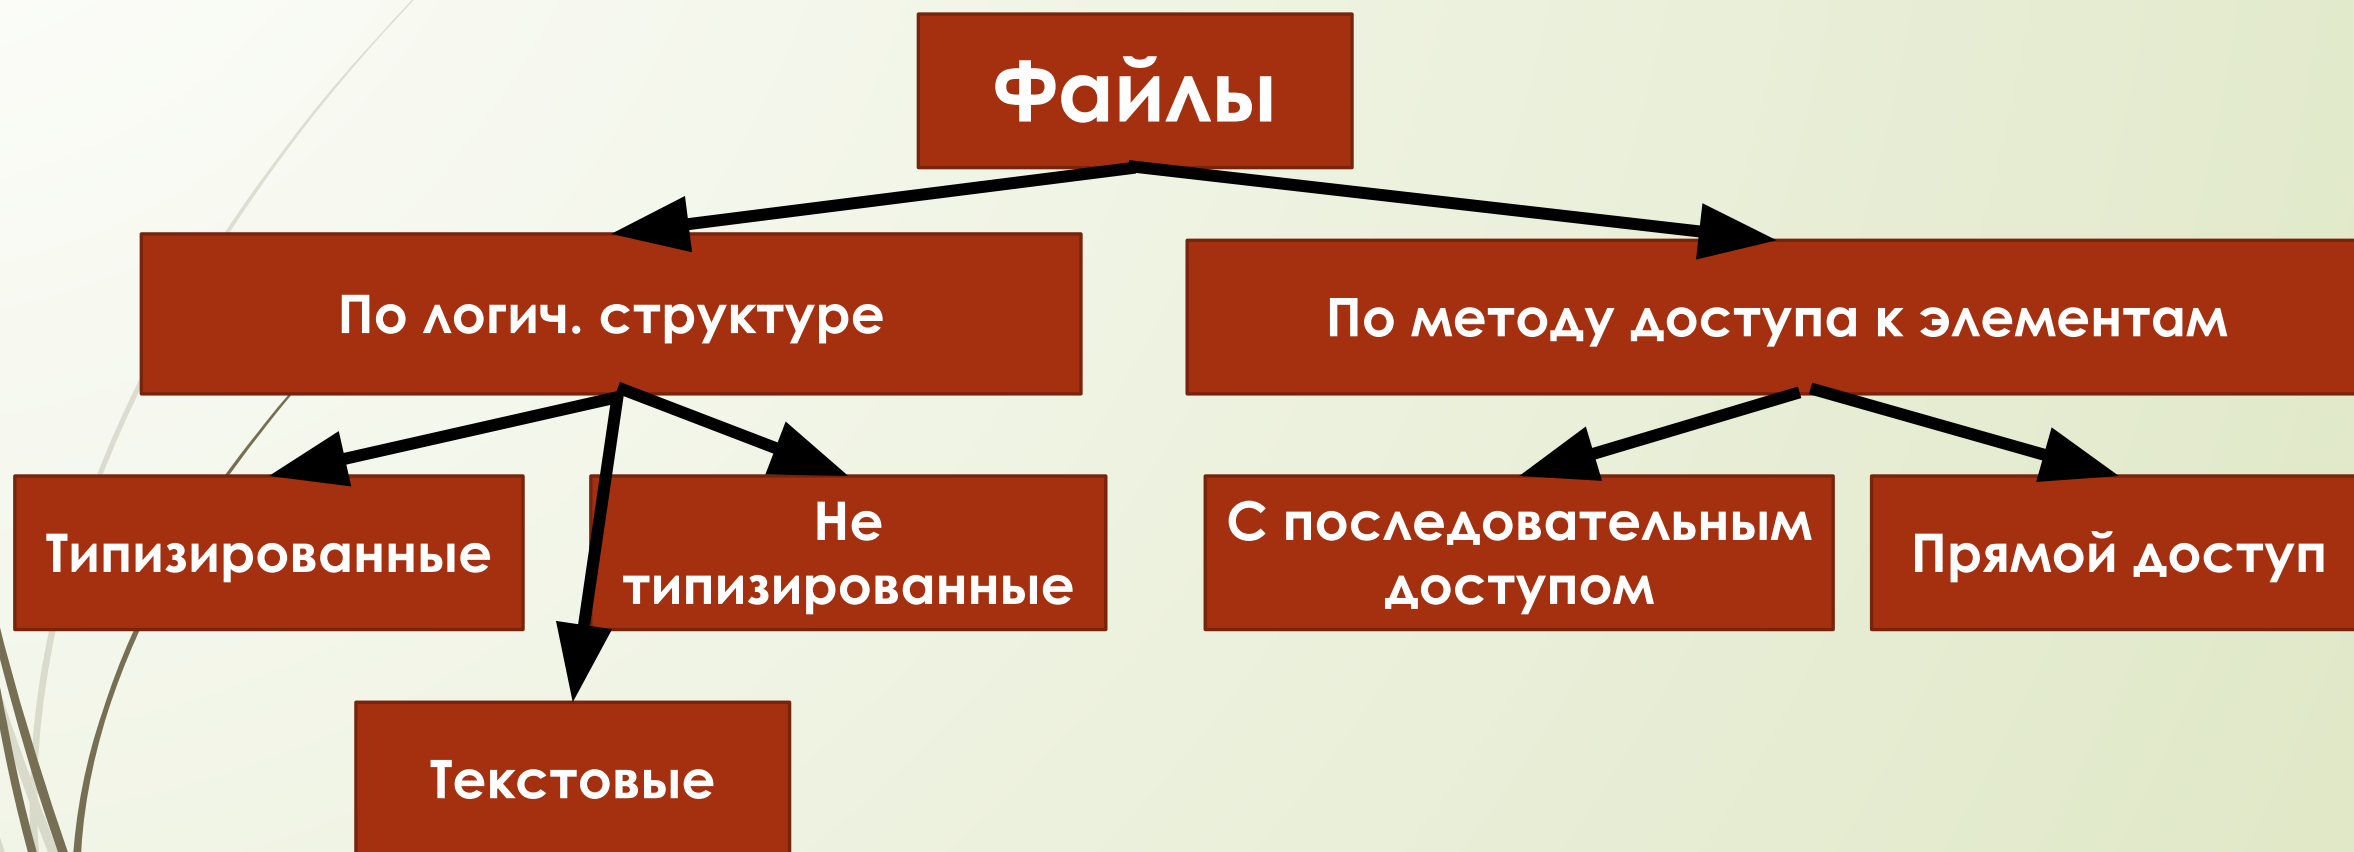 Файлы
По логич. структуре
По методу доступа к элементам
Типизированные
Не
типизированные
С последовательным
доступом
Прямой доступ
Текстовые